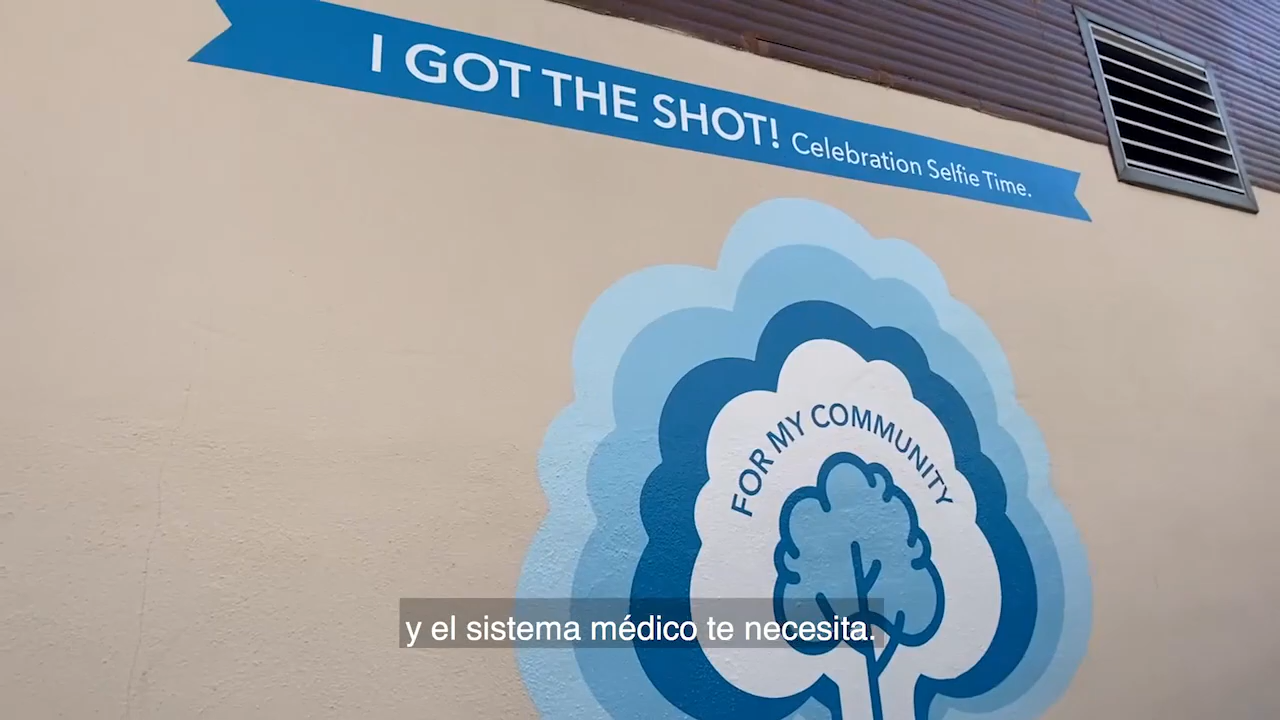 I GOT THE SHOT! Celebration Selfie Time.
FOR MY COMMUNITY
y el sistema médico te necesita.